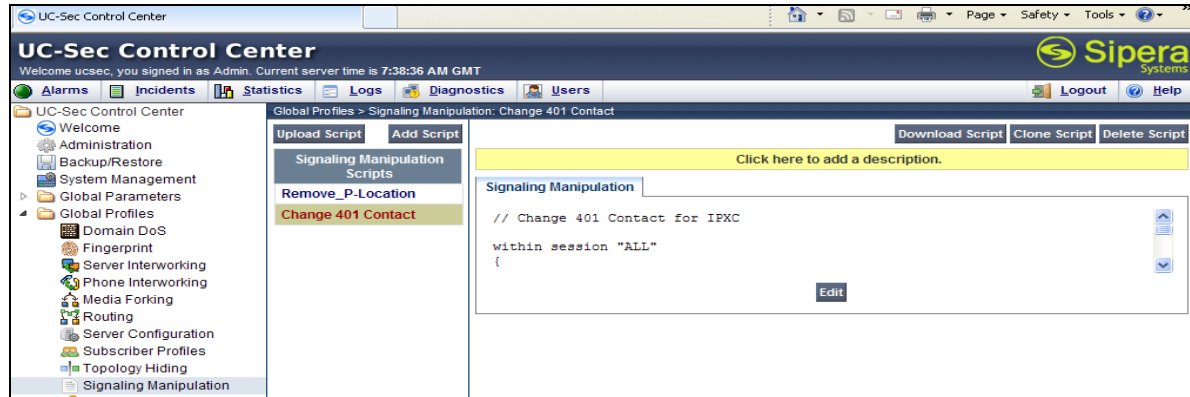 UC-Sec Control Center
Page Safety Tools
UC-Sec Control Center
Sipera
Systems
Welcome ucsec, you signed in as Admin. Current server time is 7:38:36 AM GMT
Alarms Incidents Statistics Logs Diagnostics Users Logout Help
UC-Sec Control Center
Welcome
Administration
Backup/Restore
System Management
Global Parameters
Global Profiles
Domain DoS
Fingerprint
Server Interworking
Phone Interworking
Media Forking
Routing
Server Configuration
Subscriber Profiles
Topology Hiding
Signaling Manipulation
Global Profiles > Signaling Manipulation: Change 401 Contact
Upload Script Add Script
Download Script Clone Script Delete Script
Signaling Manipulation
Scripts
Remove_P-Location
Change 401 Contact
Click here to add a description.
Signaling Manipulation
// Change 401 Contact for IPXC
within session "ALL"
{
Edit